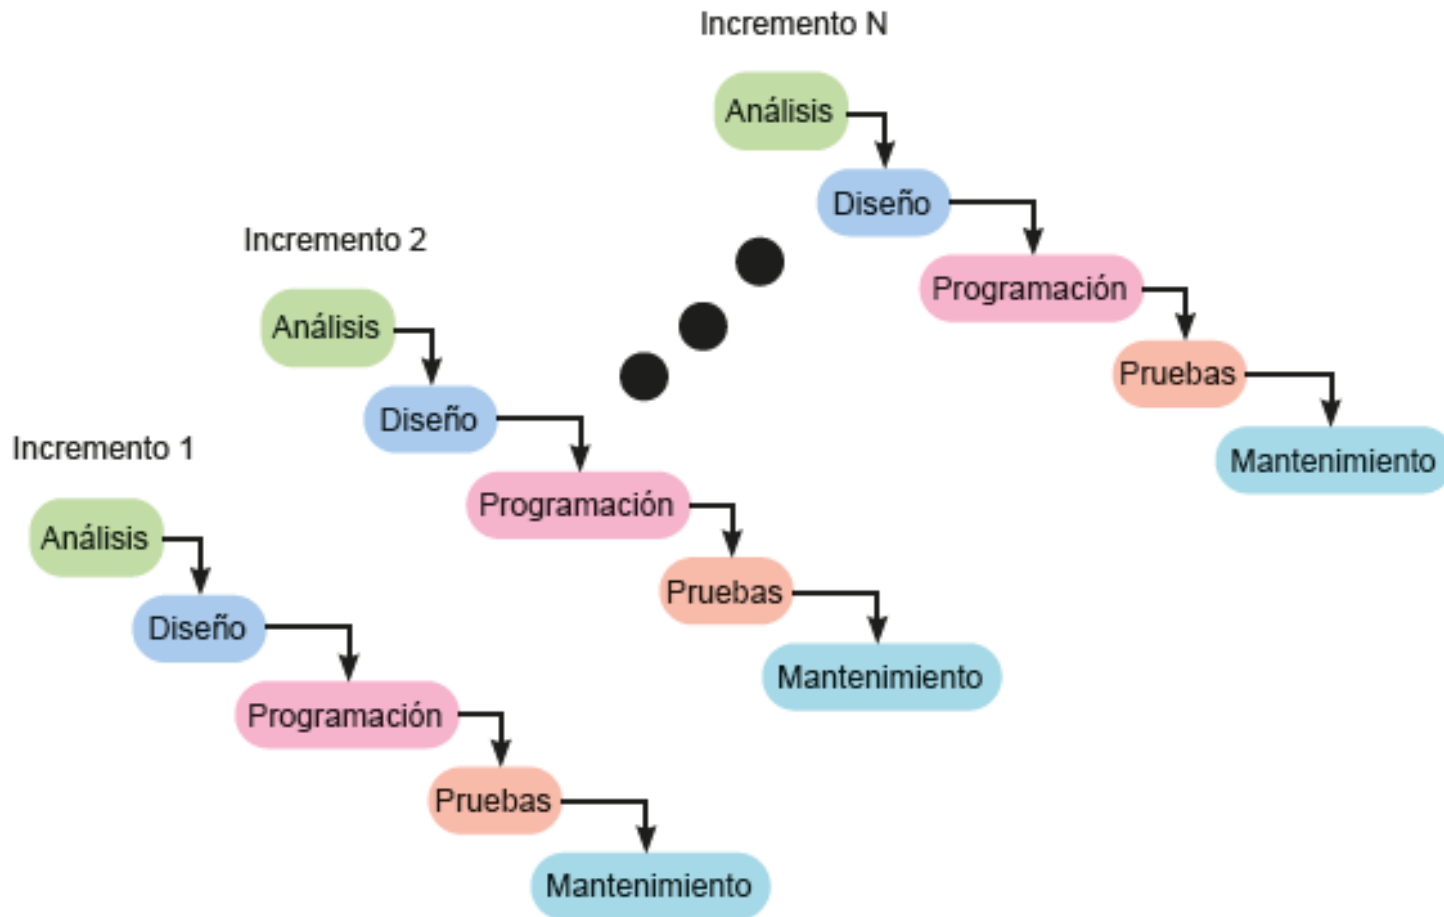 Incremento N
Análisis
Diseño
Programación
Pruebas
Mantenimiento
Incremento 2
Análisis
Diseño
Programación
Pruebas
Mantenimiento
Incremento 1
Análisis
Diseño
Programación
Pruebas
Mantenimiento